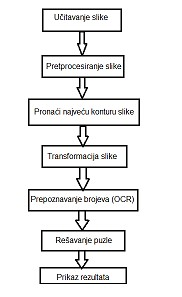 Učitavanje slike
Pretprocesiranje slike
Pronaći najveću konturu slike
Transformacija slike
Prepoznavanje brojeva (OCR)
Rešavanje puzle
Prikaz rezultata